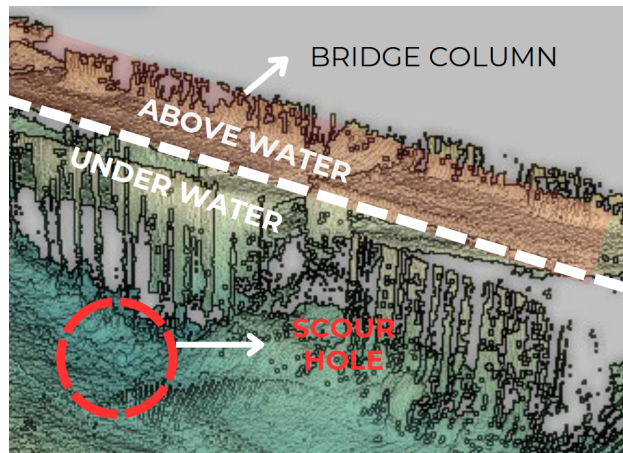 BRIDGE COLUMN
ABOVE WATER
UNDER WATER
SCOUR
HOLE